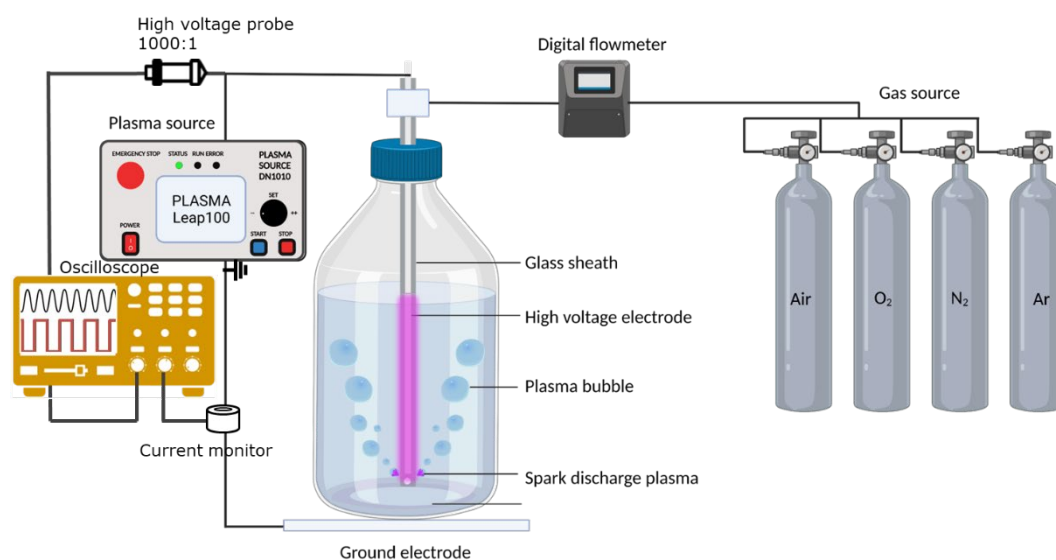 High voltage probe
1000:1
Digital flowmeter
Gas source
Plasma source
EMERGENCY STOP
STATUS RUN ERROR
PLASMA
SOURCE
DN1010
SET
PLASMA
Leap100
- ++
POWER
I
O
START STOP
Oscilloscope
Glass sheath
High voltage electrode
Plasma bubble
Spark discharge plasma
Air
O₂
N₂
Ar
Current monitor
Ground electrode